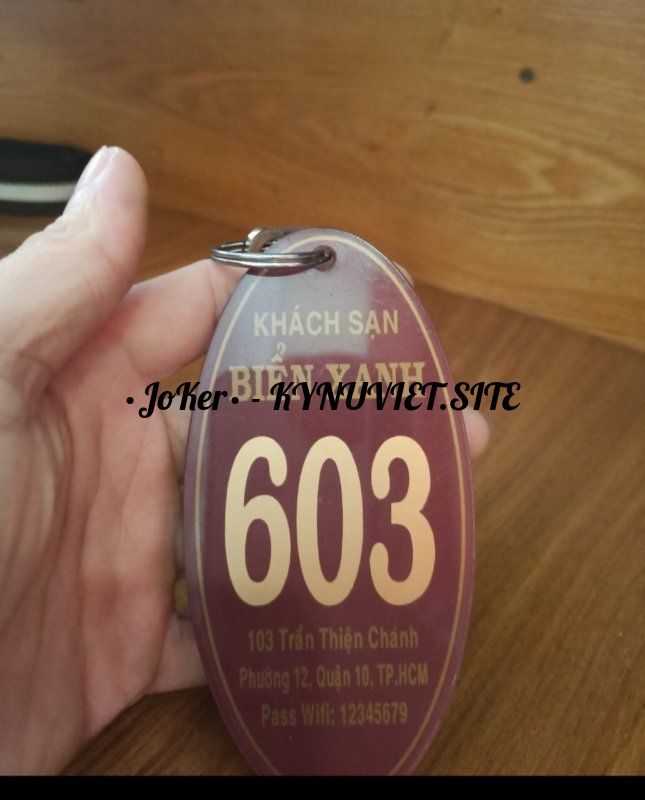 KHÁCH SẠN
BIỂN XANH
•JoKer• - KYNUVIET.SITE
603
103 Trần Thiện Chánh
Phường 12, Quận 10, TP.HCM
Pass Wifi: 12345679